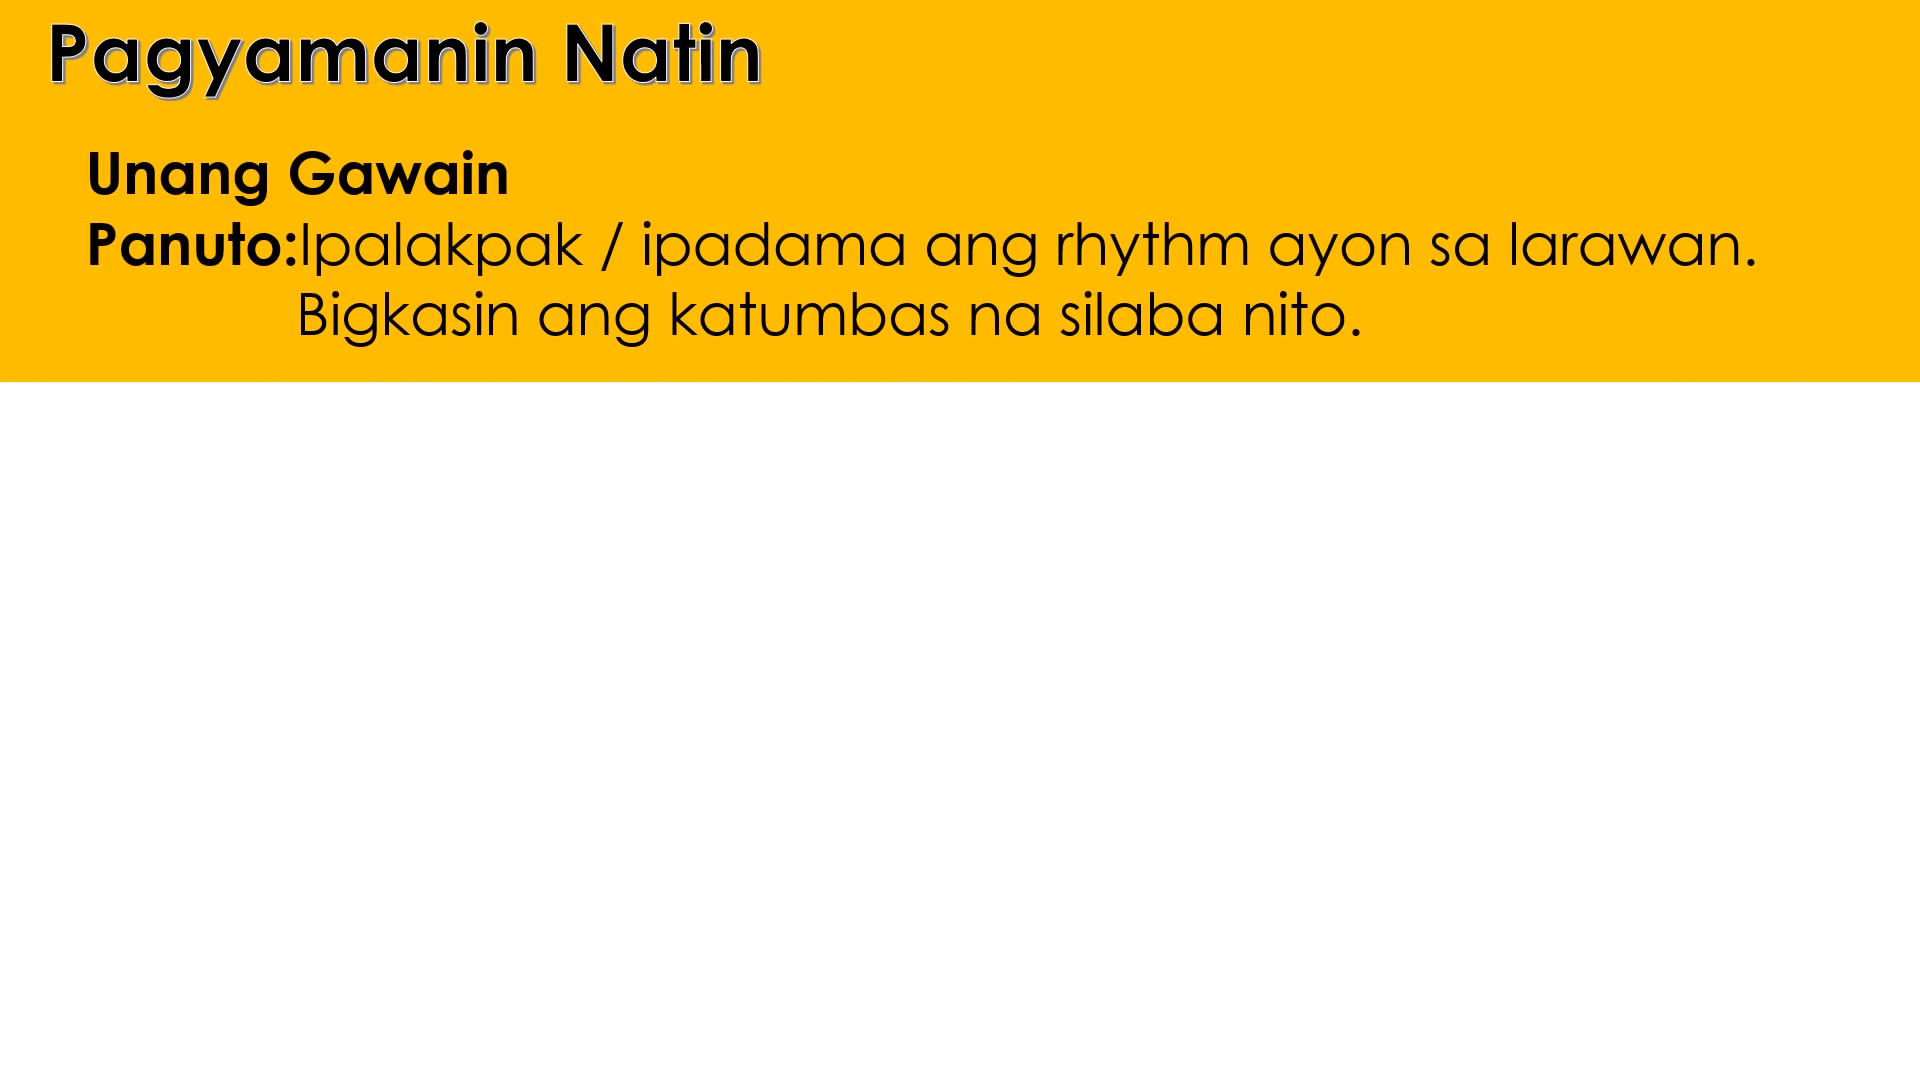 Pagyamanin Natin
Unang Gawain
Panuto:Ipalakpak / ipadama ang rhythm ayon sa larawan.
Bigkasin ang katumbas na silaba nito.